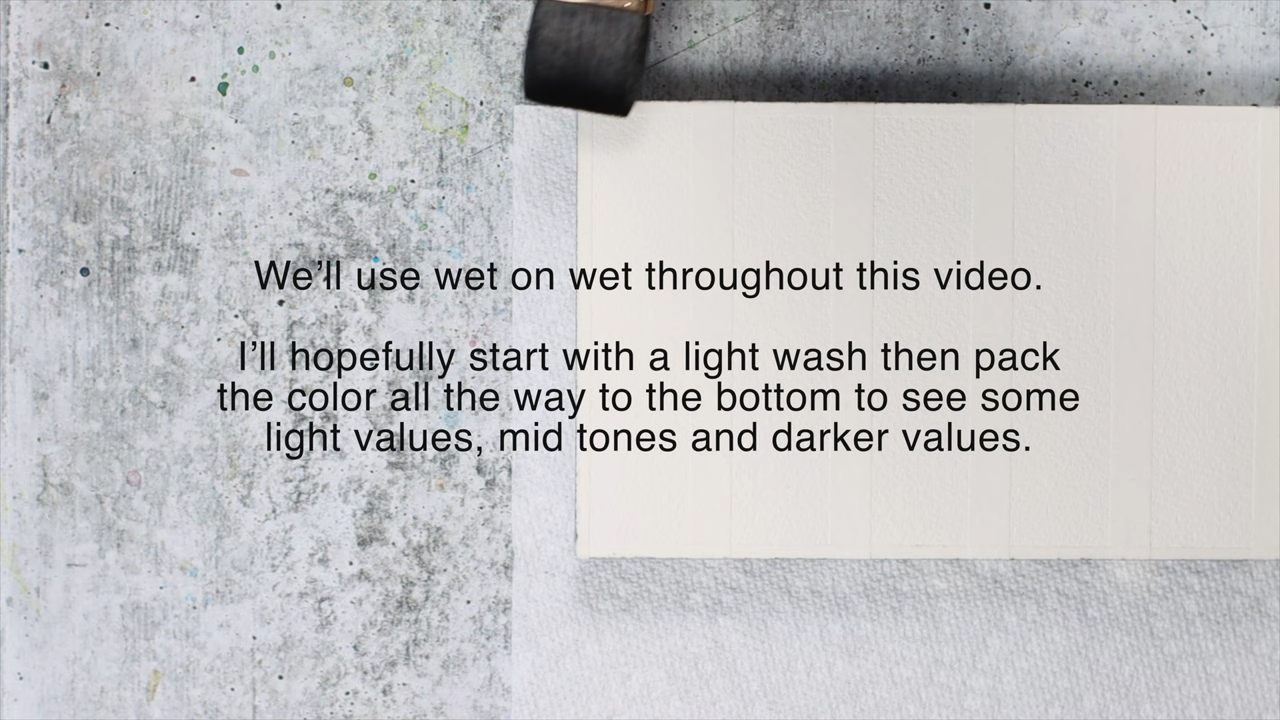 We’ll use wet on wet throughout this video.
I’ll hopefully start with a light wash then pack
the color all the way to the bottom to see some
light values, mid tones and darker values.